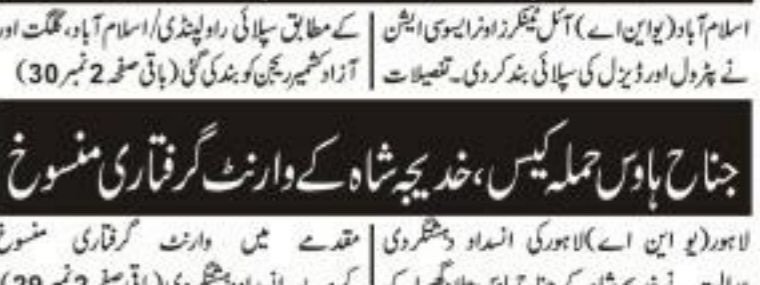 اسلام آباد (یو این اے) آئل ٹینکرز اونرایسوسی ایشن
نے پٹرول اور ڈیزل کی سپلائی بند کر دی۔ تفصیلات
کے مطابق سپلائی راولپنڈی/اسلام آباد، گلگت اور
آزاد کشمیر ریجن کو بند کی گئی (باقی صفحہ 2 نمبر 30)
جناح ہاؤس حملہ کیس، خدیجہ شاہ کے وارنٹ گرفتاری منسوخ
لاہور (یو این اے) لاہور کی انسداد دہشتگردی
مقدمے میں وارنٹ گرفتاری منسوخ